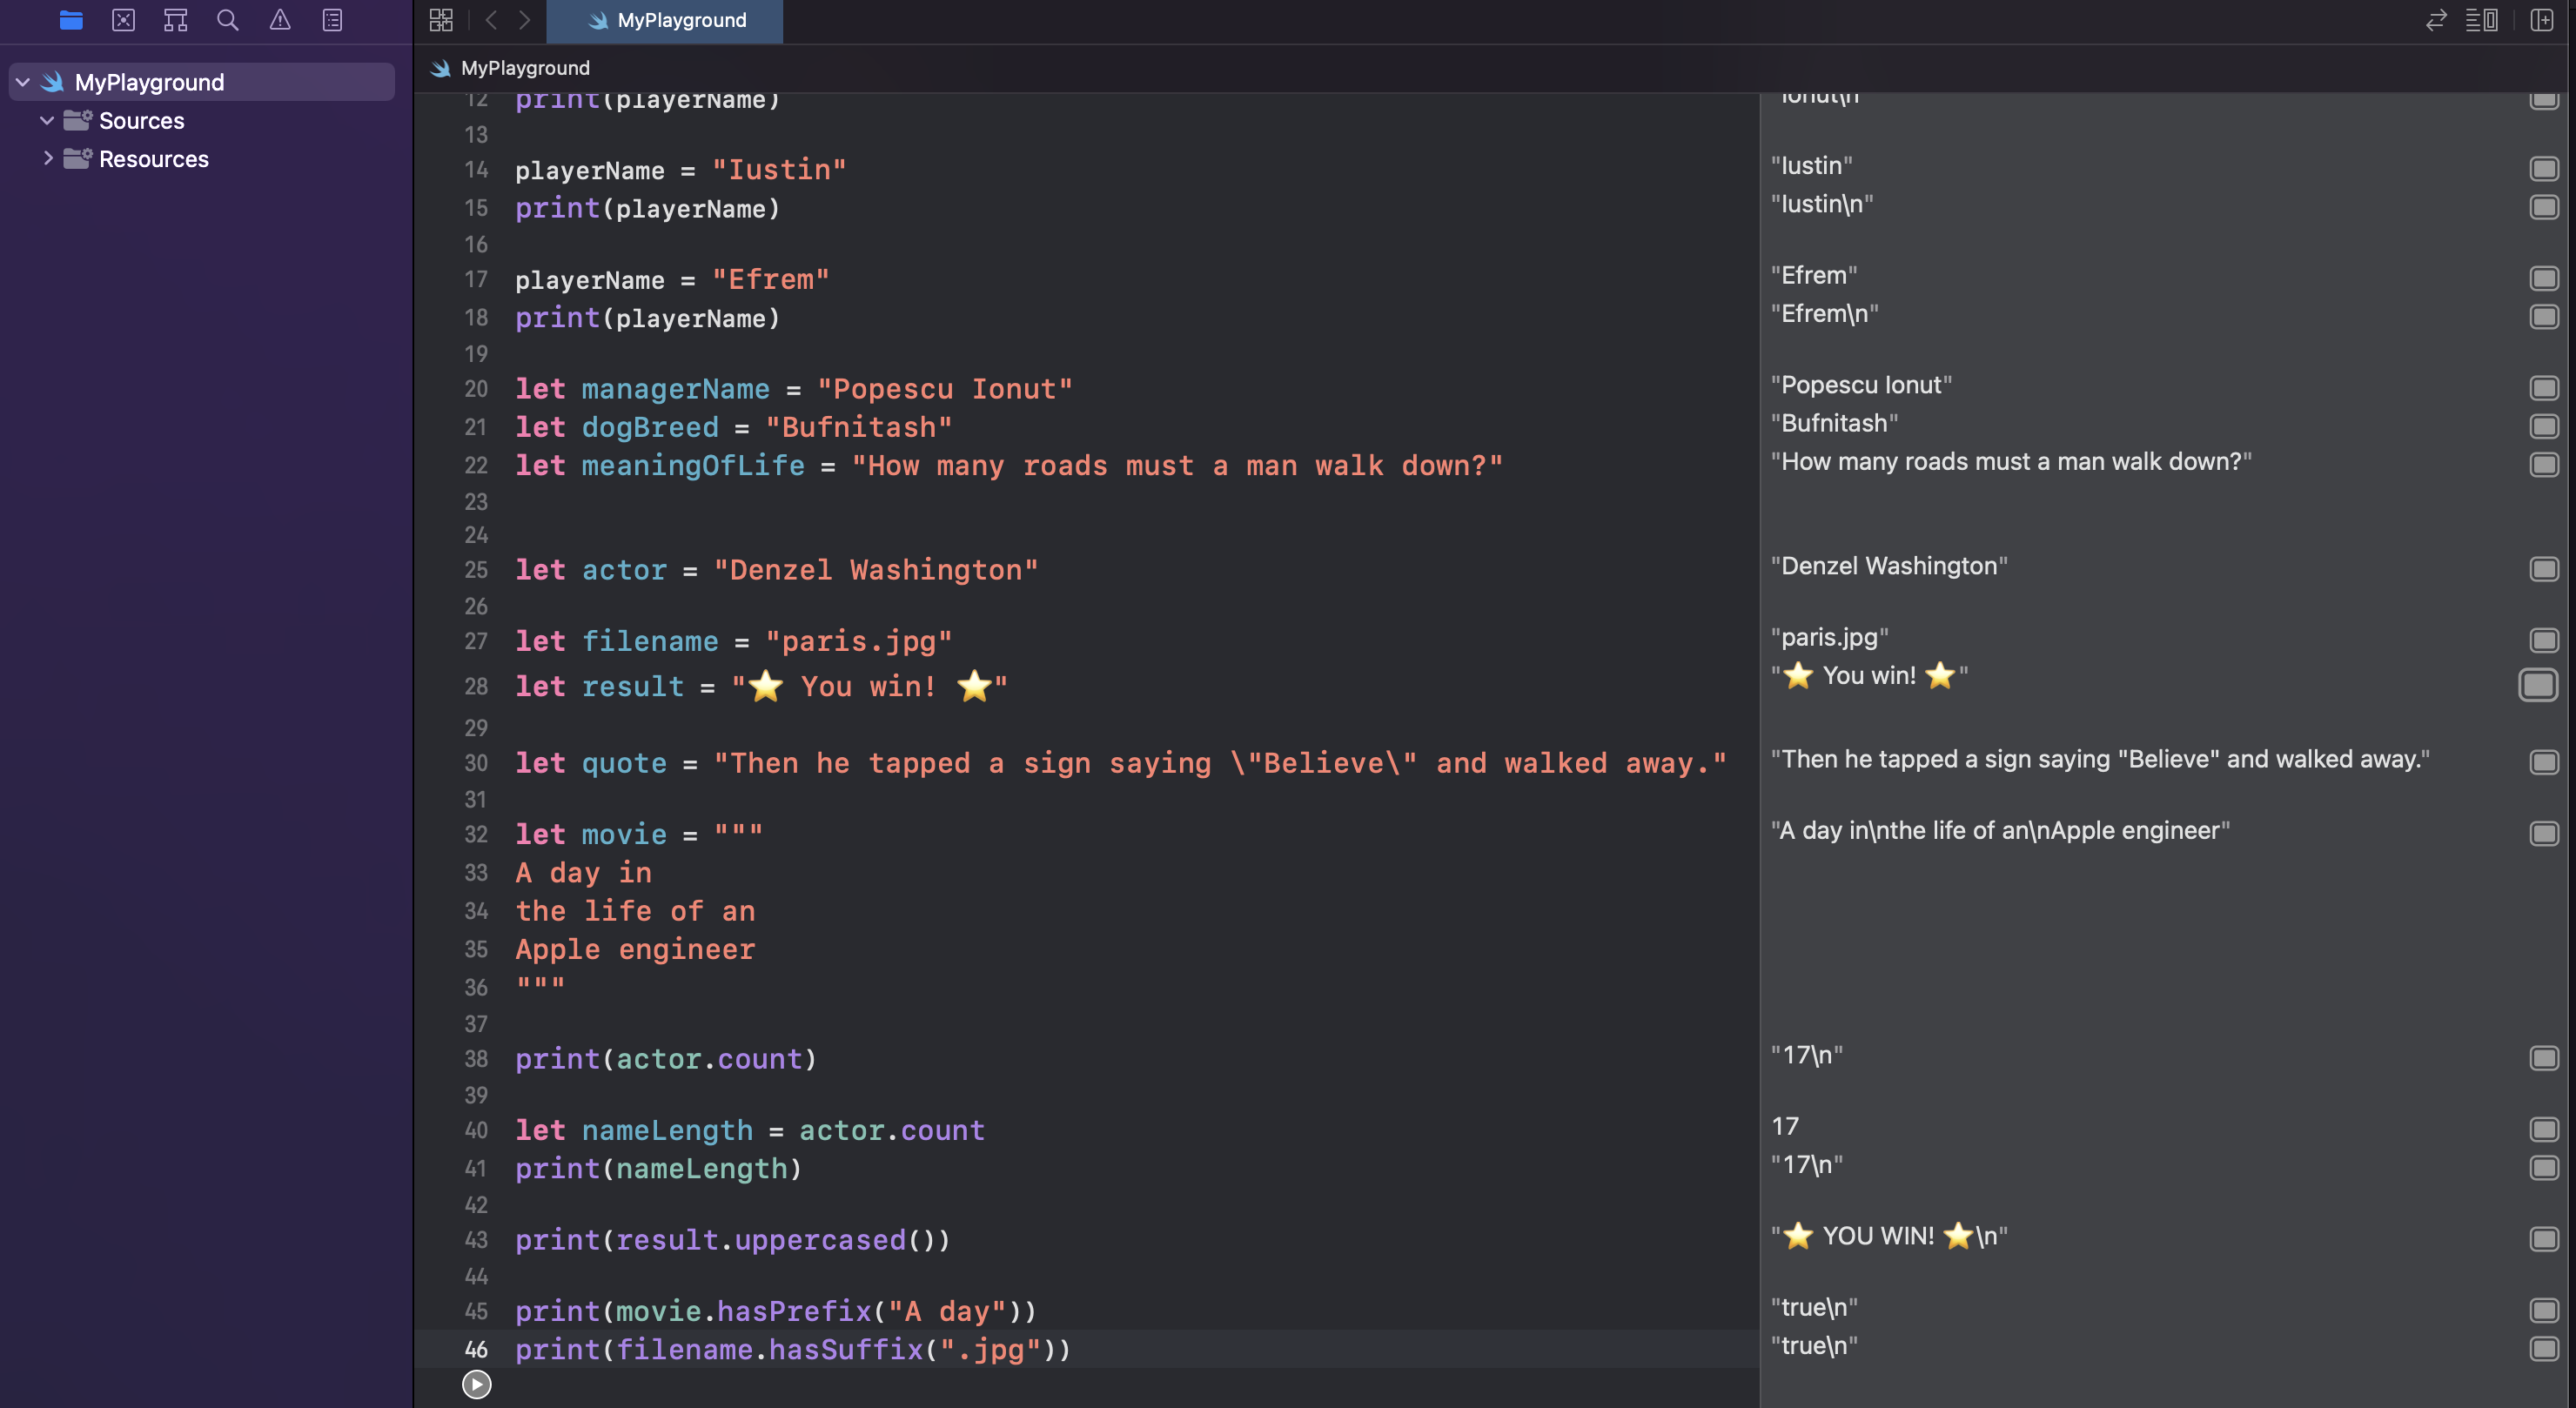 MyPlayground
MyPlayground
Sources
Resources
MyPlayground
12 print(playerName)
13
14 playerName = "Iustin"
15 print(playerName)
16
17 playerName = "Efrem"
18 print(playerName)
19
20 let managerName = "Popescu Ionut"
21 let dogBreed = "Bufnitash"
22 let meaningOfLife = "How many roads must a man walk down?"
23
24
25 let actor = "Denzel Washington"
26
27 let filename = "paris.jpg"
28 let result = "⭐ You win! ⭐"
29
30 let quote = "Then he tapped a sign saying \"Believe\" and walked away."
31
32 let movie = """
33 A day in
34 the life of an
35 Apple engineer
36 """
37
38 print(actor.count)
39
40 let nameLength = actor.count
41 print(nameLength)
42
43 print(result.uppercased())
44
45 print(movie.hasPrefix("A day"))
46 print(filename.hasSuffix(".jpg"))
"Ionut\n"
"Iustin"
"Iustin\n"
"Efrem"
"Efrem\n"
"Popescu Ionut"
"Bufnitash"
"How many roads must a man walk down?"
"Denzel Washington"
"paris.jpg"
"⭐ You win! ⭐"
"Then he tapped a sign saying "Believe" and walked away."
"A day in\nthe life of an\nApple engineer"
"17\n"
17
"17\n"
"⭐ YOU WIN! ⭐\n"
"true\n"
"true\n"